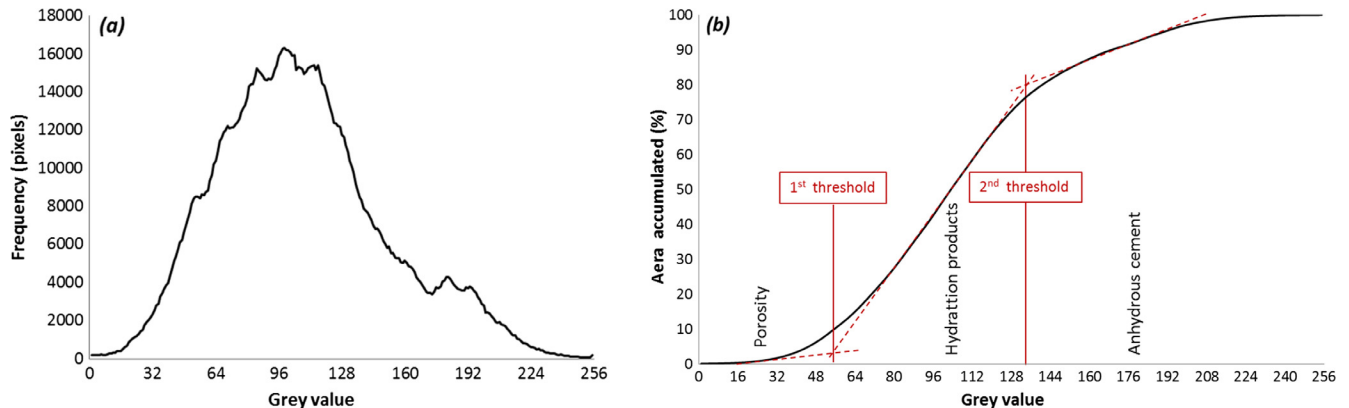 (a)
Frequency (pixels)
18000
16000
14000
12000
10000
8000
6000
4000
2000
0
0 32 64 96 128 160 192 224 256
Grey value
(b)
Aera accumulated (%)
100
90
80
70
60
50
40
30
20
10
0
1st threshold
2nd threshold
Porosity
Hydrattion products
Anhydrous cement
0 16 32 48 64 80 96 112 128 144 160 176 192 208 224 240 256
Grey value